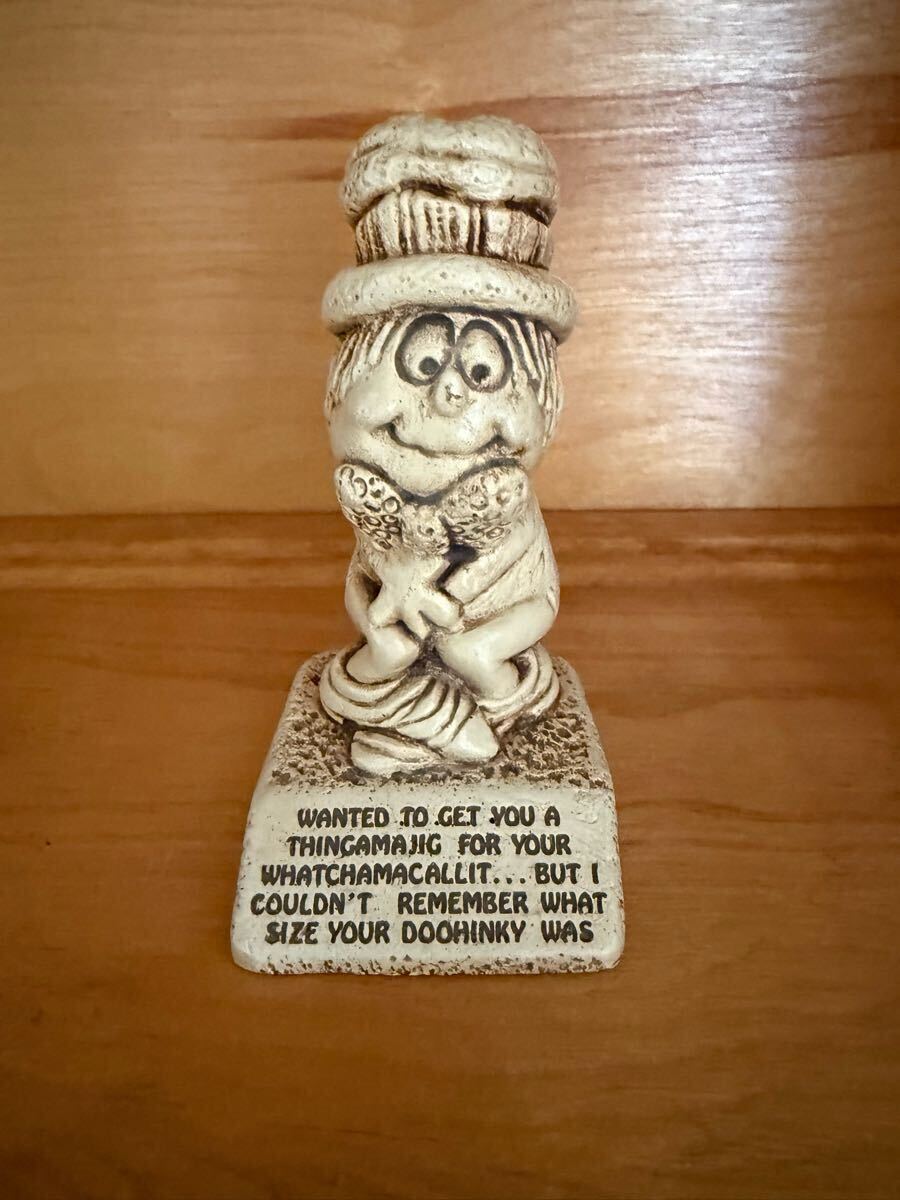 WANTED TO GET YOU A
THINGAMAJIG FOR YOUR
WHATCHAMACALLIT... BUT I
COULDN'T REMEMBER WHAT
SIZE YOUR DOOHINKY WAS